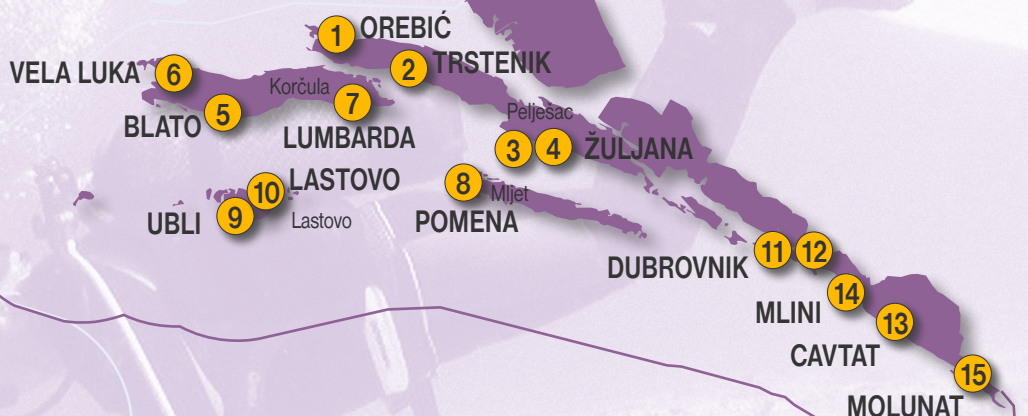 1 OREBIĆ
2 TRSTENIK
VELA LUKA 6
Korčula
7
5
BLATO
LUMBARDA
Pelješac
3 4 ŽULJANA
8
Mljet
POMENA
10 LASTOVO
9
UBLI
Lastovo
11 12
DUBROVNIK
14
MLINI
13
CAVTAT
15
MOLUNAT